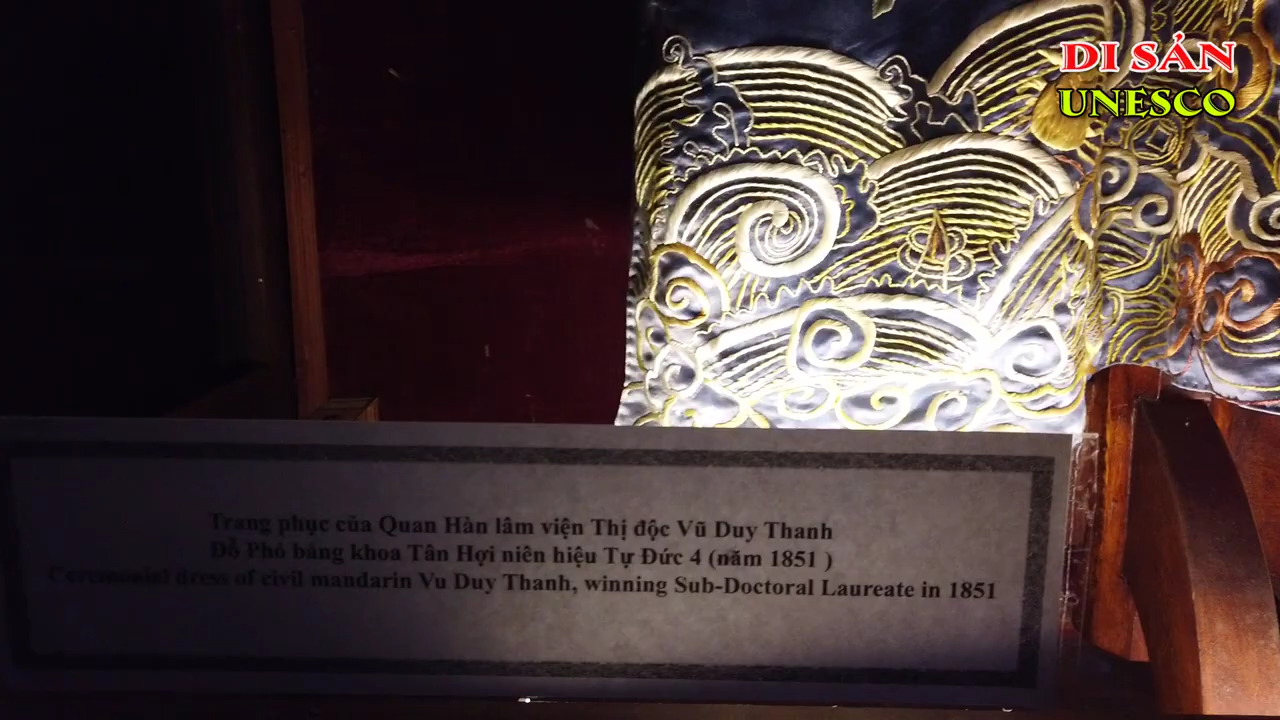 DI SẢN
UNESCO
Trang phục của Quan Hàn lâm viện Thị độc Vũ Duy Thanh
Đỗ Phó bảng khoa Tân Hợi niên hiệu Tự Đức 4 (năm 1851 )
Ceremonial dress of civil mandarin Vu Duy Thanh, winning Sub-Doctoral Laureate in 1851